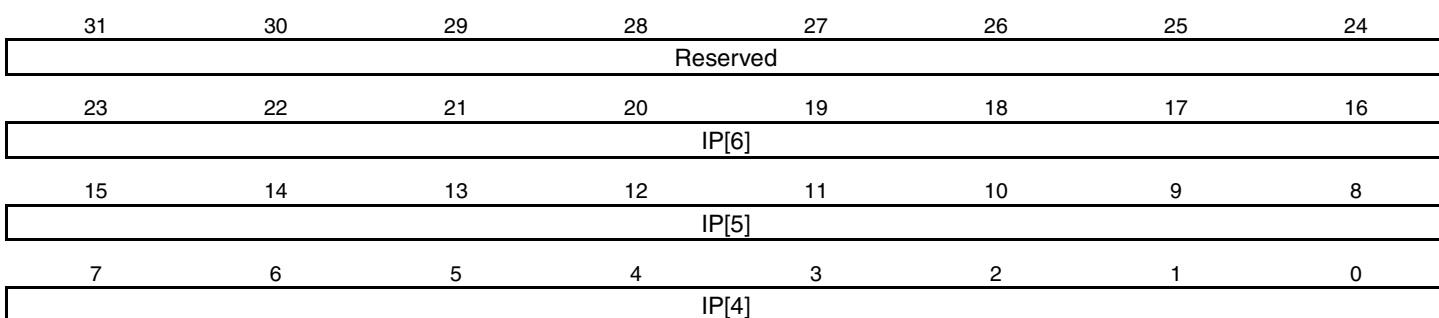 31 30 29 28 27 26 25 24
Reserved
23 22 21 20 19 18 17 16
IP[6]
15 14 13 12 11 10 9 8
IP[5]
7 6 5 4 3 2 1 0
IP[4]